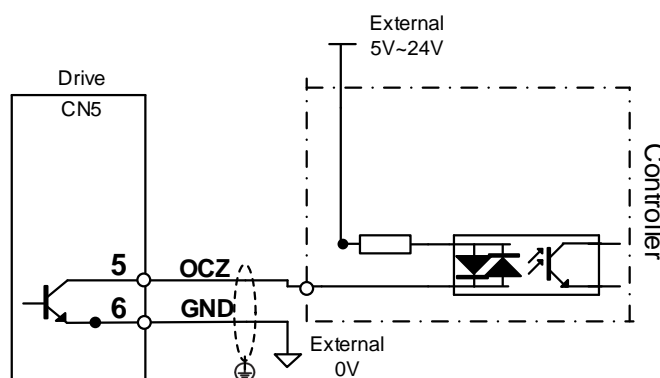 External
5V~24V
Drive
CN5
Controller
5 OCZ
6 GND
External
0V